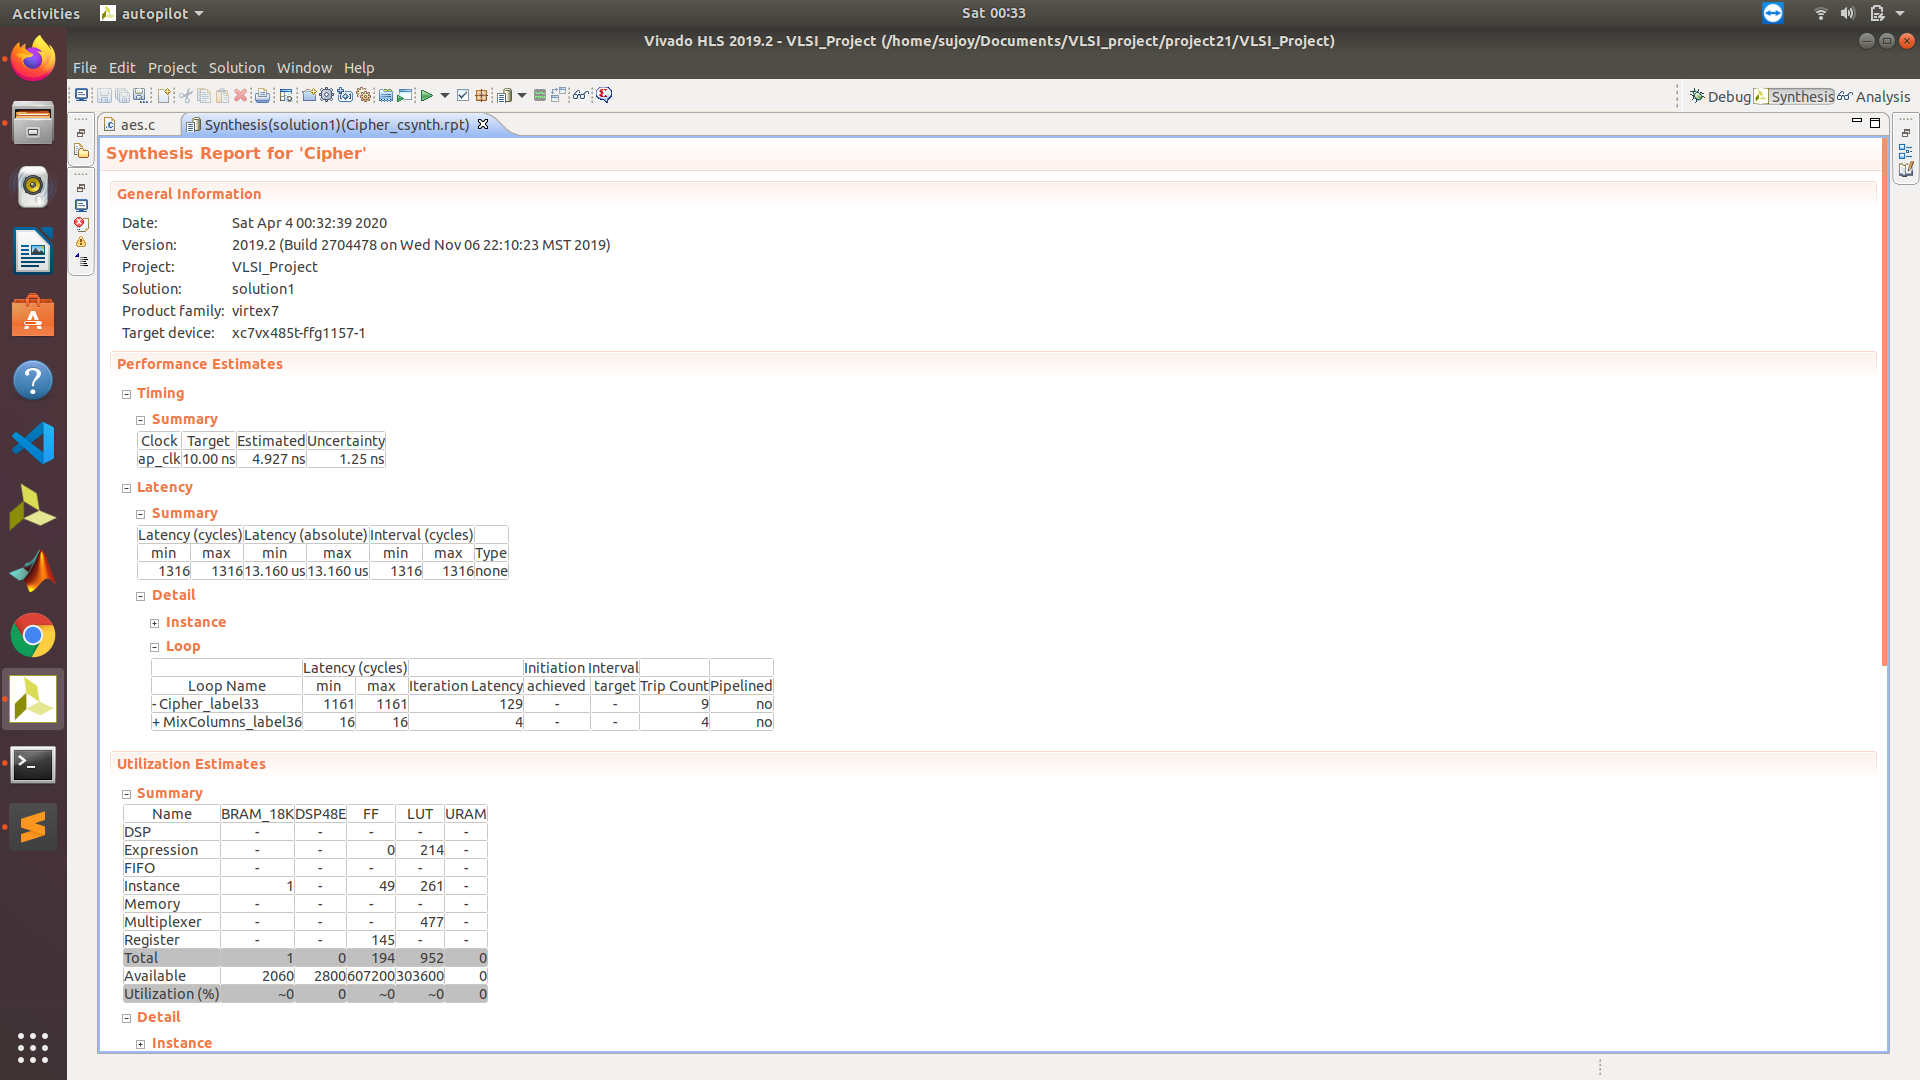 Activities autopilot Sat 00:33
Vivado HLS 2019.2 - VLSI_Project (/home/sujoy/Documents/VLSI_project/project21/VLSI_Project)
File Edit Project Solution Window Help
Debug Synthesis Analysis
aes.c Synthesis(solution1)(Cipher_csynth.rpt)
Synthesis Report for 'Cipher'
General Information
Date: Sat Apr 4 00:32:39 2020
Version: 2019.2 (Build 2704478 on Wed Nov 06 22:10:23 MST 2019)
Project: VLSI_Project
Solution: solution1
Product family: virtex7
Target device: xc7vx485t-ffg1157-1
Performance Estimates
Timing
Summary
Clock Target Estimated Uncertainty
ap_clk 10.00 ns 4.927 ns 1.25 ns
Latency
Summary
Latency (cycles) Latency (absolute) Interval (cycles)
min max min max min max Type
1316 1316 13.160 us 13.160 us 1316 1316 none
Detail
+ Instance
Loop
Latency (cycles) Initiation Interval
Loop Name min max Iteration Latency achieved target Trip Count Pipelined
- Cipher_label33 1161 1161 129 - - 9 no
+ MixColumns_label36 16 16 4 - - 4 no
Utilization Estimates
Summary
Name BRAM_18K DSP48E FF LUT URAM
DSP - - - - -
Expression - - 0 214 -
FIFO - - - - -
Instance 1 - 49 261 -
Memory - - - - -
Multiplexer - - - 477 -
Register - - 145 - -
Total 1 0 194 952 0
Available 2060 2800 607200 303600 0
Utilization (%) ~0 0 ~0 ~0 0
Detail
+ Instance